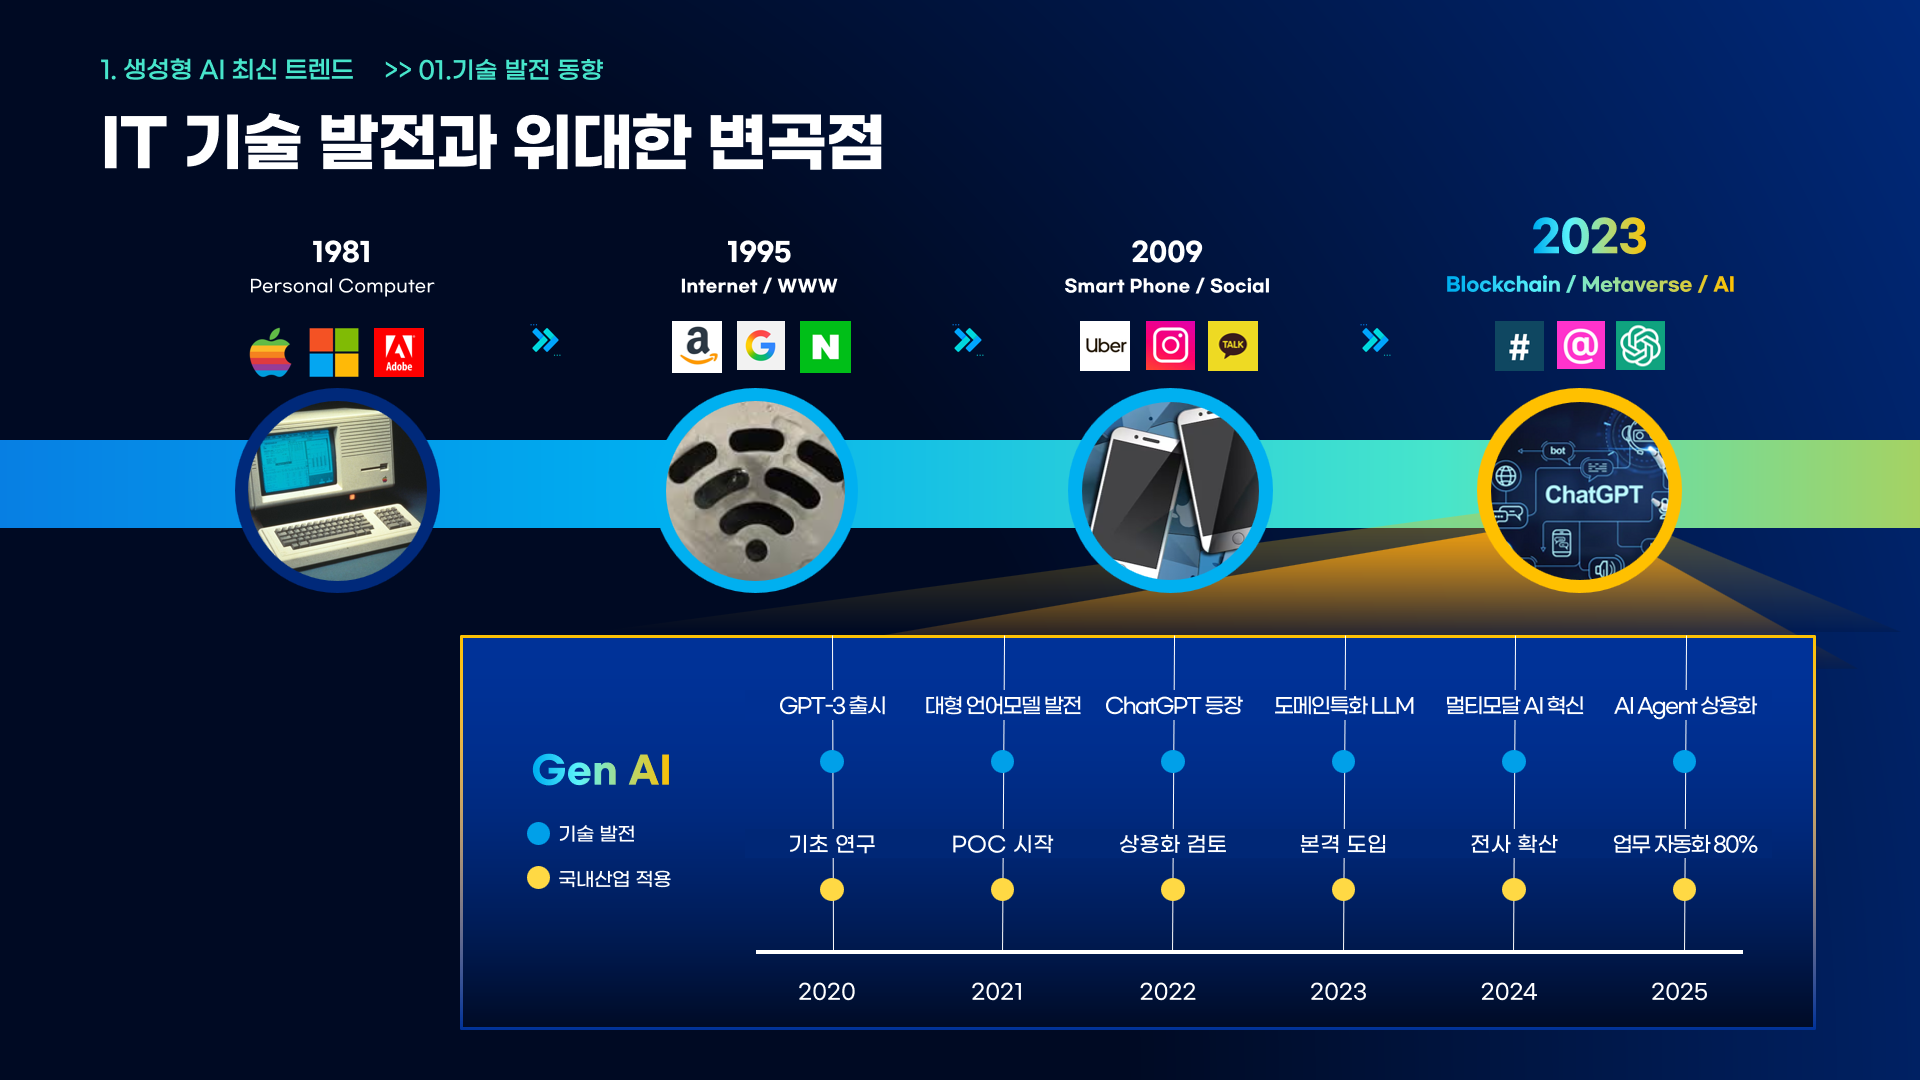 1. 생성형 AI 최신 트렌드 >> 01.기술 발전 동향
IT 기술 발전과 위대한 변곡점
1981
Personal Computer
Adobe
1995
Internet / WWW
a
G
N
2009
Smart Phone / Social
Uber
TALK
2023
Blockchain / Metaverse / AI
#
@
bot
ChatGPT
Gen AI
기술 발전
국내산업 적용
GPT-3 출시
대형 언어모델 발전
ChatGPT 등장
도메인특화 LLM
멀티모달 AI 혁신
AI Agent 상용화
기초 연구
POC 시작
상용화 검토
본격 도입
전사 확산
업무 자동화 80%
2020
2021
2022
2023
2024
2025